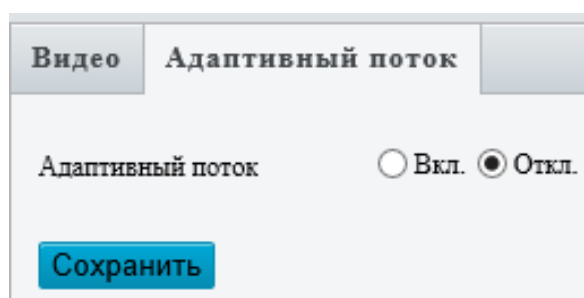 Видео Адаптивный поток
Адаптивный поток Вкл. Откл.
Сохранить